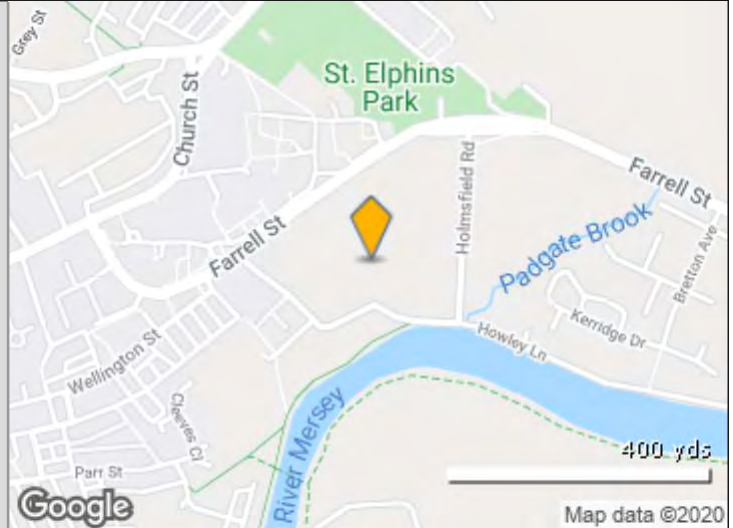 Grey St
St. Elphins
Park
Church St
Farrell St
Holmsfield Rd
Farrell St
Padgate Brook
Bretton Ave
Kerridge Dr
Howley Ln
Wellington St
Cleeves Cl
River Mersey
Parr St
400 yds
Google
Map data ©2020